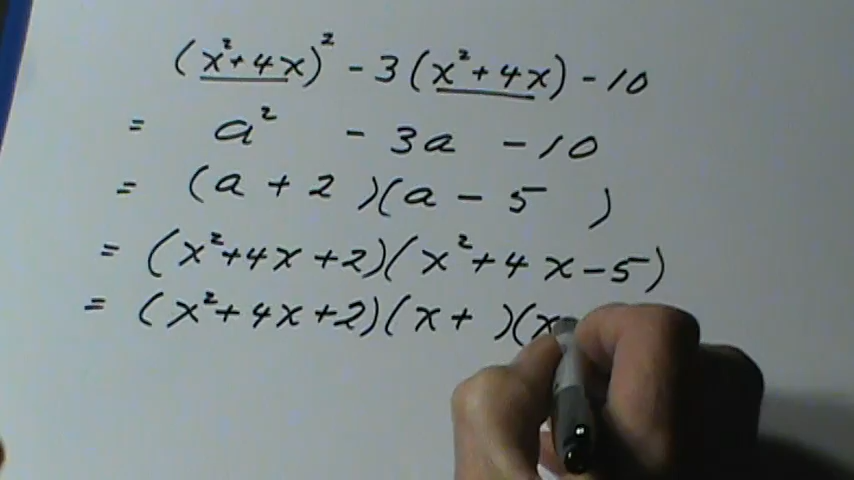 (x²+4x)² - 3(x²+4x) - 10
= a² - 3a - 10
= (a + 2 )(a - 5 )
= (x²+4x+2)(x²+4x-5)
= (x²+4x+2)(x+ )(x